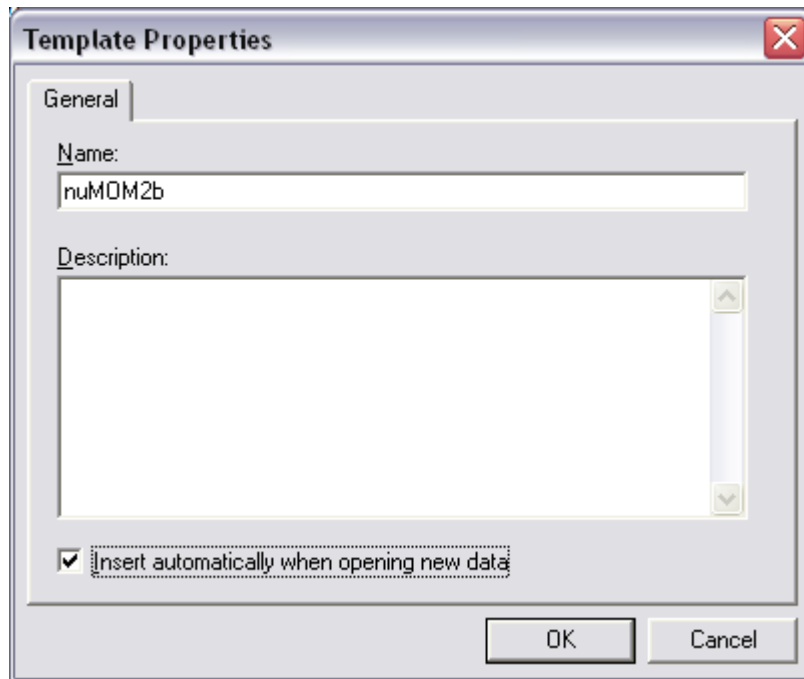 Template Properties
General
Name:
nuMOM2b
Description:
Insert automatically when opening new data
OK
Cancel